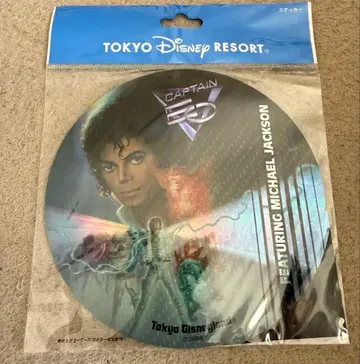 ステッカー
TOKYO Disney RESORT®
CAPTAIN
EO
FEATURING MICHAEL JACKSON
Tokyo Disneyland®